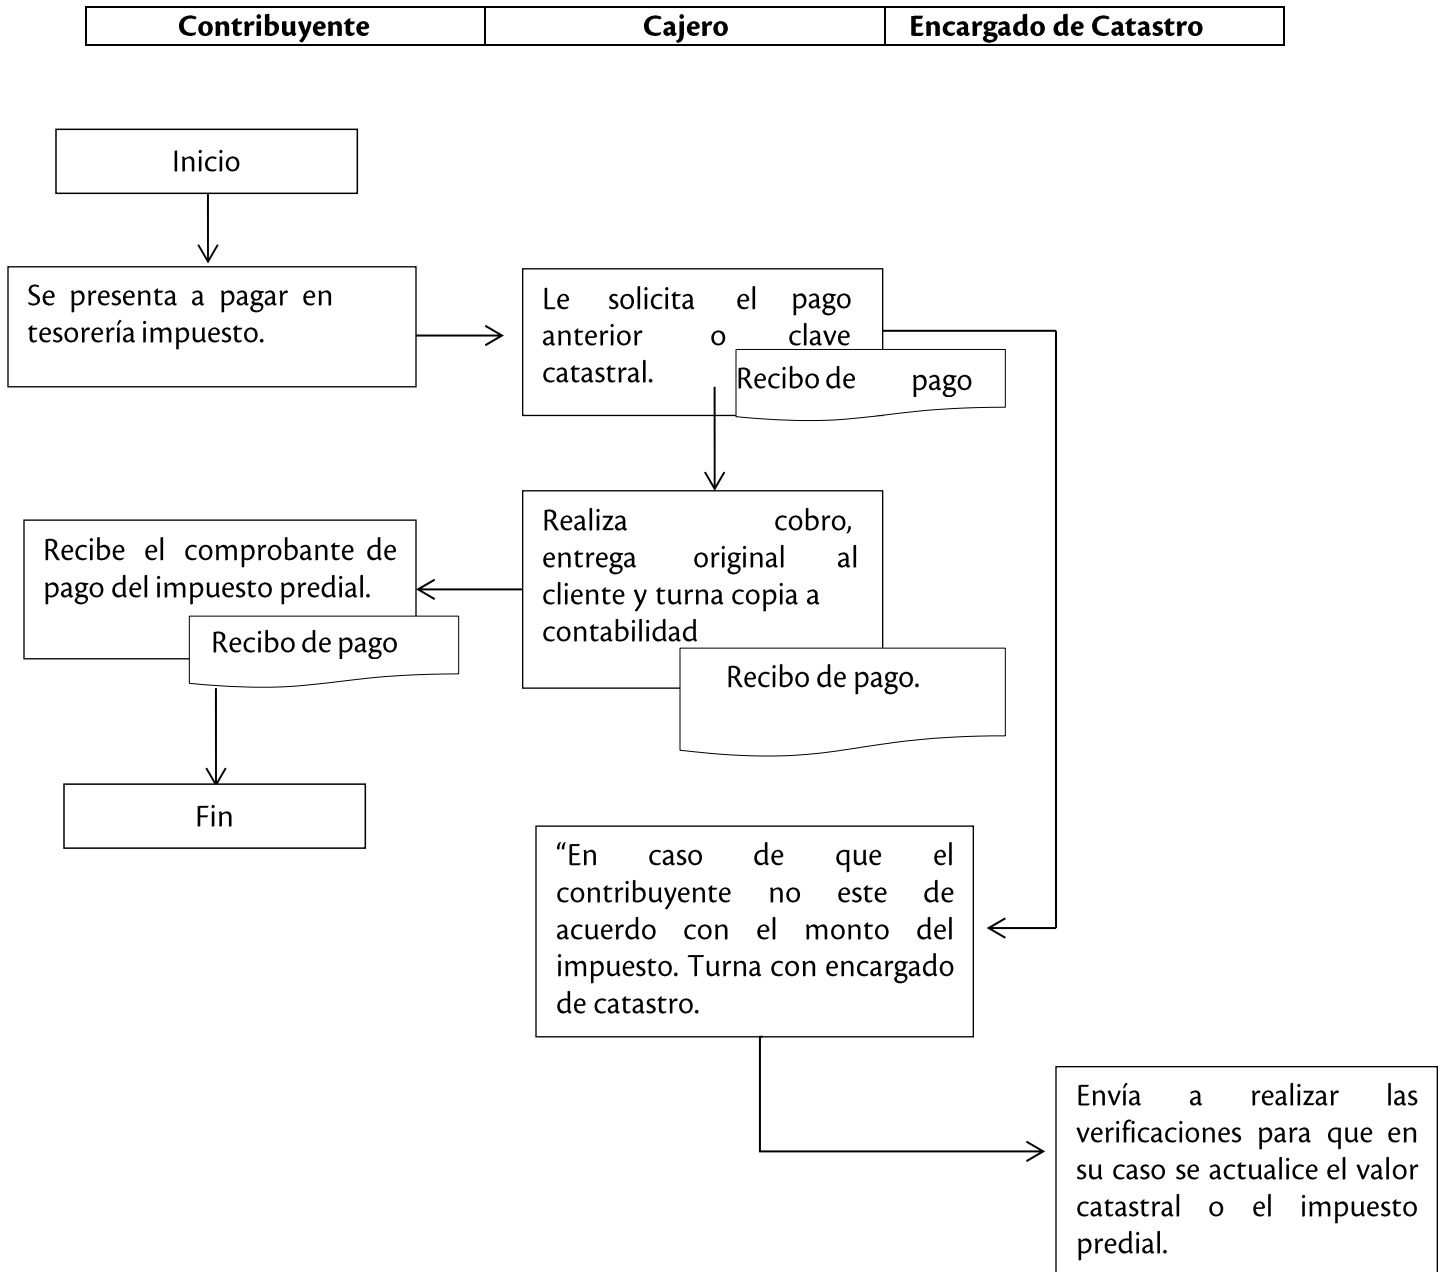 Contribuyente Cajero Encargado de Catastro
Inicio
Se presenta a pagar en
tesorería impuesto.
Le solicita el pago
anterior o clave
catastral.
Recibo de pago
Realiza cobro,
entrega original al
cliente y turna copia a
contabilidad
Recibo de pago.
Recibe el comprobante de
pago del impuesto predial.
Recibo de pago
Fin
“En caso de que el
contribuyente no este de
acuerdo con el monto del
impuesto. Turna con encargado
de catastro.
Envía a realizar las
verificaciones para que en
su caso se actualice el valor
catastral o el impuesto
predial.